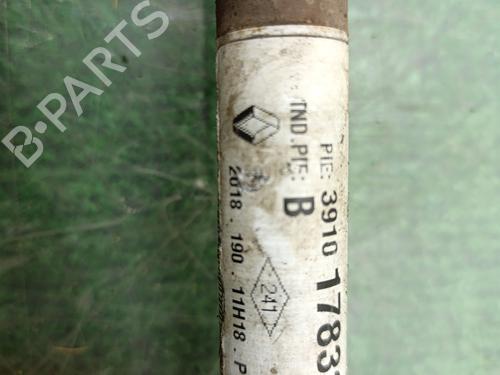 PIE: 3910 1783
IND.PIE: B
2018 . 190 . 11H18 . P
241
B-PARTS